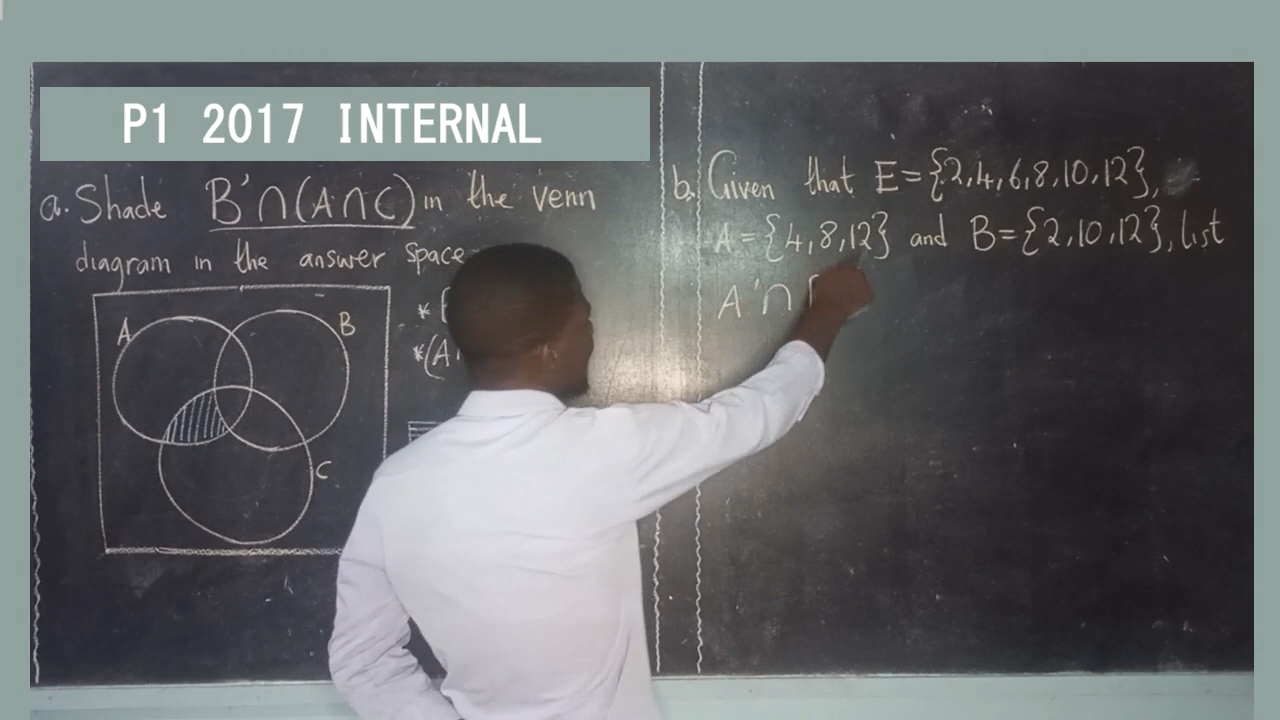 P1 2017 INTERNAL
a. Shade B'∩(A∩C) in the venn
diagram in the answer space
A
B
C
*
*(A
b. Given that E={2,4,6,8,10,12},
A={4,8,12} and B={2,10,12}, list
A'∩